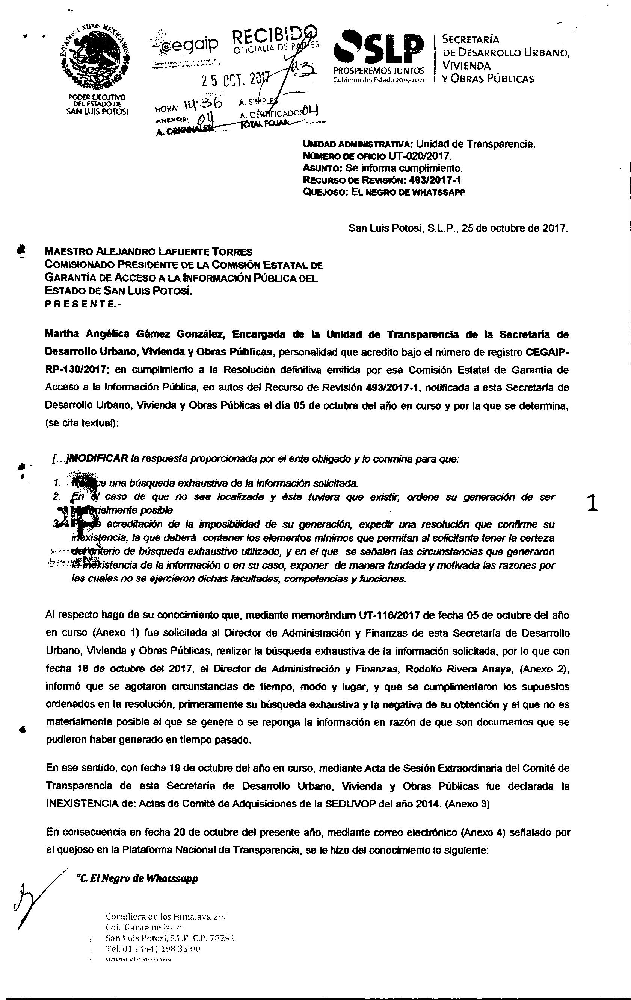 ESTADOS UNIDOS MEXICANOS
PODER EJECUTIVO
DEL ESTADO DE
SAN LUIS POTOSI
cegaip
RECIBIDO
OFICIALIA DE PARTES
25 OCT. 2017
HORA:
A. SIMPLES:
ANEXOS: 04
A. CERTIFICADOS 04
A. ORIGINALES
TOTAL FOJAS:
SLP
PROSPEREMOS JUNTOS
Gobierno del Estado 2015-2021
SECRETARÍA
DE DESARROLLO URBANO,
VIVIENDA
Y OBRAS PÚBLICAS
UNIDAD ADMINISTRATIVA: Unidad de Transparencia.
NÚMERO DE OFICIO UT-020/2017.
ASUNTO: Se informa cumplimiento.
RECURSO DE REVISIÓN: 493/2017-1
QUEJOSO: EL NEGRO DE WHATSSAPP
San Luis Potosí, S.L.P., 25 de octubre de 2017.
MAESTRO ALEJANDRO LAFUENTE TORRES
COMISIONADO PRESIDENTE DE LA COMISIÓN ESTATAL DE
GARANTÍA DE ACCESO A LA INFORMACIÓN PÚBLICA DEL
ESTADO DE SAN LUIS POTOSÍ.
P R E S E N T E.-
Martha Angélica Gámez González, Encargada de la Unidad de Transparencia de la Secretaría de
Desarrollo Urbano, Vivienda y Obras Públicas, personalidad que acredito bajo el número de registro CEGAIP-
RP-130/2017; en cumplimiento a la Resolución definitiva emitida por esa Comisión Estatal de Garantía de
Acceso a la Información Pública, en autos del Recurso de Revisión 493/2017-1, notificada a esta Secretaría de
Desarrollo Urbano, Vivienda y Obras Públicas el día 05 de octubre del año en curso y por la que se determina,
(se cita textual):
[...]MODIFICAR la respuesta proporcionada por el ente obligado y lo conmina para que:
1. una búsqueda exhaustiva de la información solicitada.
2. En el caso de que no sea localizada y ésta tuviera que existir, ordene su generación de ser
materialmente posible
3. acreditación de la imposibilidad de su generación, expedir una resolución que confirme su
inexistencia, la que deberá contener los elementos mínimos que permitan al solicitante tener la certeza
del criterio de búsqueda exhaustivo utilizado, y en el que se señalen las circunstancias que generaron
la inexistencia de la información o en su caso, exponer de manera fundada y motivada las razones por
las cuales no se ejercieron dichas facultades, competencias y funciones.
1
Al respecto hago de su conocimiento que, mediante memorándum UT-116/2017 de fecha 05 de octubre del año
en curso (Anexo 1) fue solicitada al Director de Administración y Finanzas de esta Secretaría de Desarrollo
Urbano, Vivienda y Obras Públicas, realizar la búsqueda exhaustiva de la información solicitada, por lo que con
fecha 18 de octubre del 2017, el Director de Administración y Finanzas, Rodolfo Rivera Anaya, (Anexo 2),
informó que se agotaron circunstancias de tiempo, modo y lugar, y que se cumplimentaron los supuestos
ordenados en la resolución, primeramente su búsqueda exhaustiva y la negativa de su obtención y el que no es
materialmente posible el que se genere o se reponga la información en razón de que son documentos que se
pudieron haber generado en tiempo pasado.
En ese sentido, con fecha 19 de octubre del año en curso, mediante Acta de Sesión Extraordinaria del Comité de
Transparencia de esta Secretaría de Desarrollo Urbano, Vivienda y Obras Públicas fue declarada la
INEXISTENCIA de: Actas de Comité de Adquisiciones de la SEDUVOP del año 2014. (Anexo 3)
En consecuencia en fecha 20 de octubre del presente año, mediante correo electrónico (Anexo 4) señalado por
el quejoso en la Plataforma Nacional de Transparencia, se le hizo del conocimiento lo siguiente:
"C. El Negro de Whatssapp
Cordillera de los Himalaya
Col. Garita de
San Luis Potosí, S.L.P. C.P. 78295
Tel. 01 (444) 198 33 00
www.slp.gob.mx